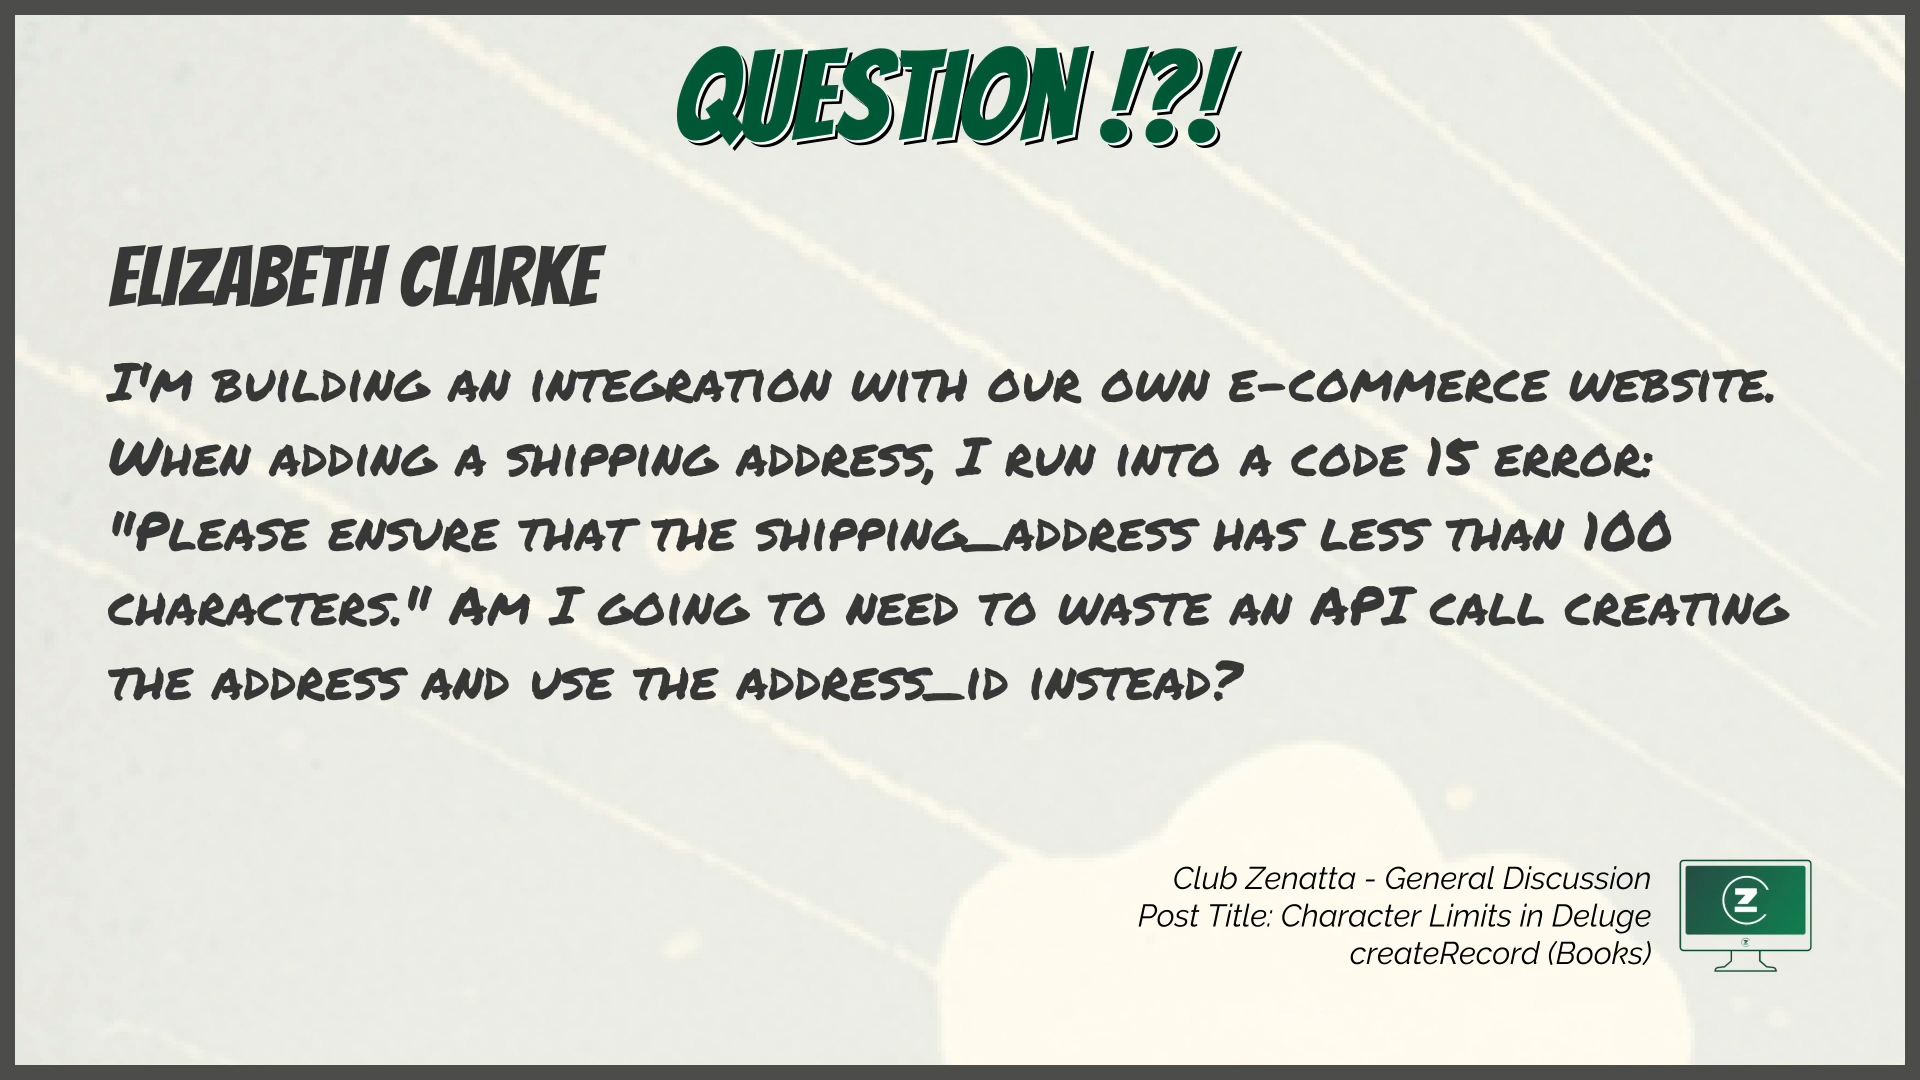 QUESTION !?!
ELIZABETH CLARKE
I'm building an integration with our own e-commerce website.
When adding a shipping address, I run into a code 15 error:
"Please ensure that the shipping_address has less than 100
characters." Am I going to need to waste an API call creating
the address and use the address_id instead?
Club Zenatta - General Discussion
Post Title: Character Limits in Deluge
createRecord (Books)
Z